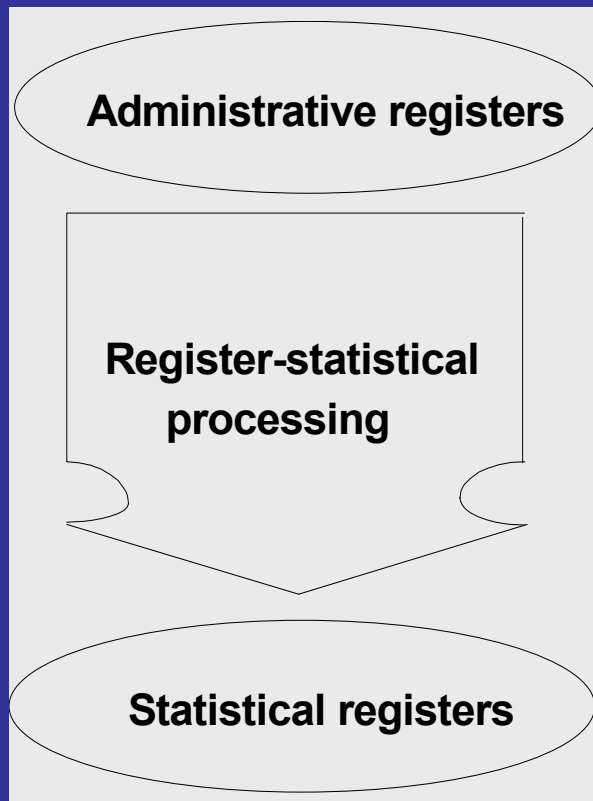 Administrative registers
Register-statistical
processing
Statistical registers